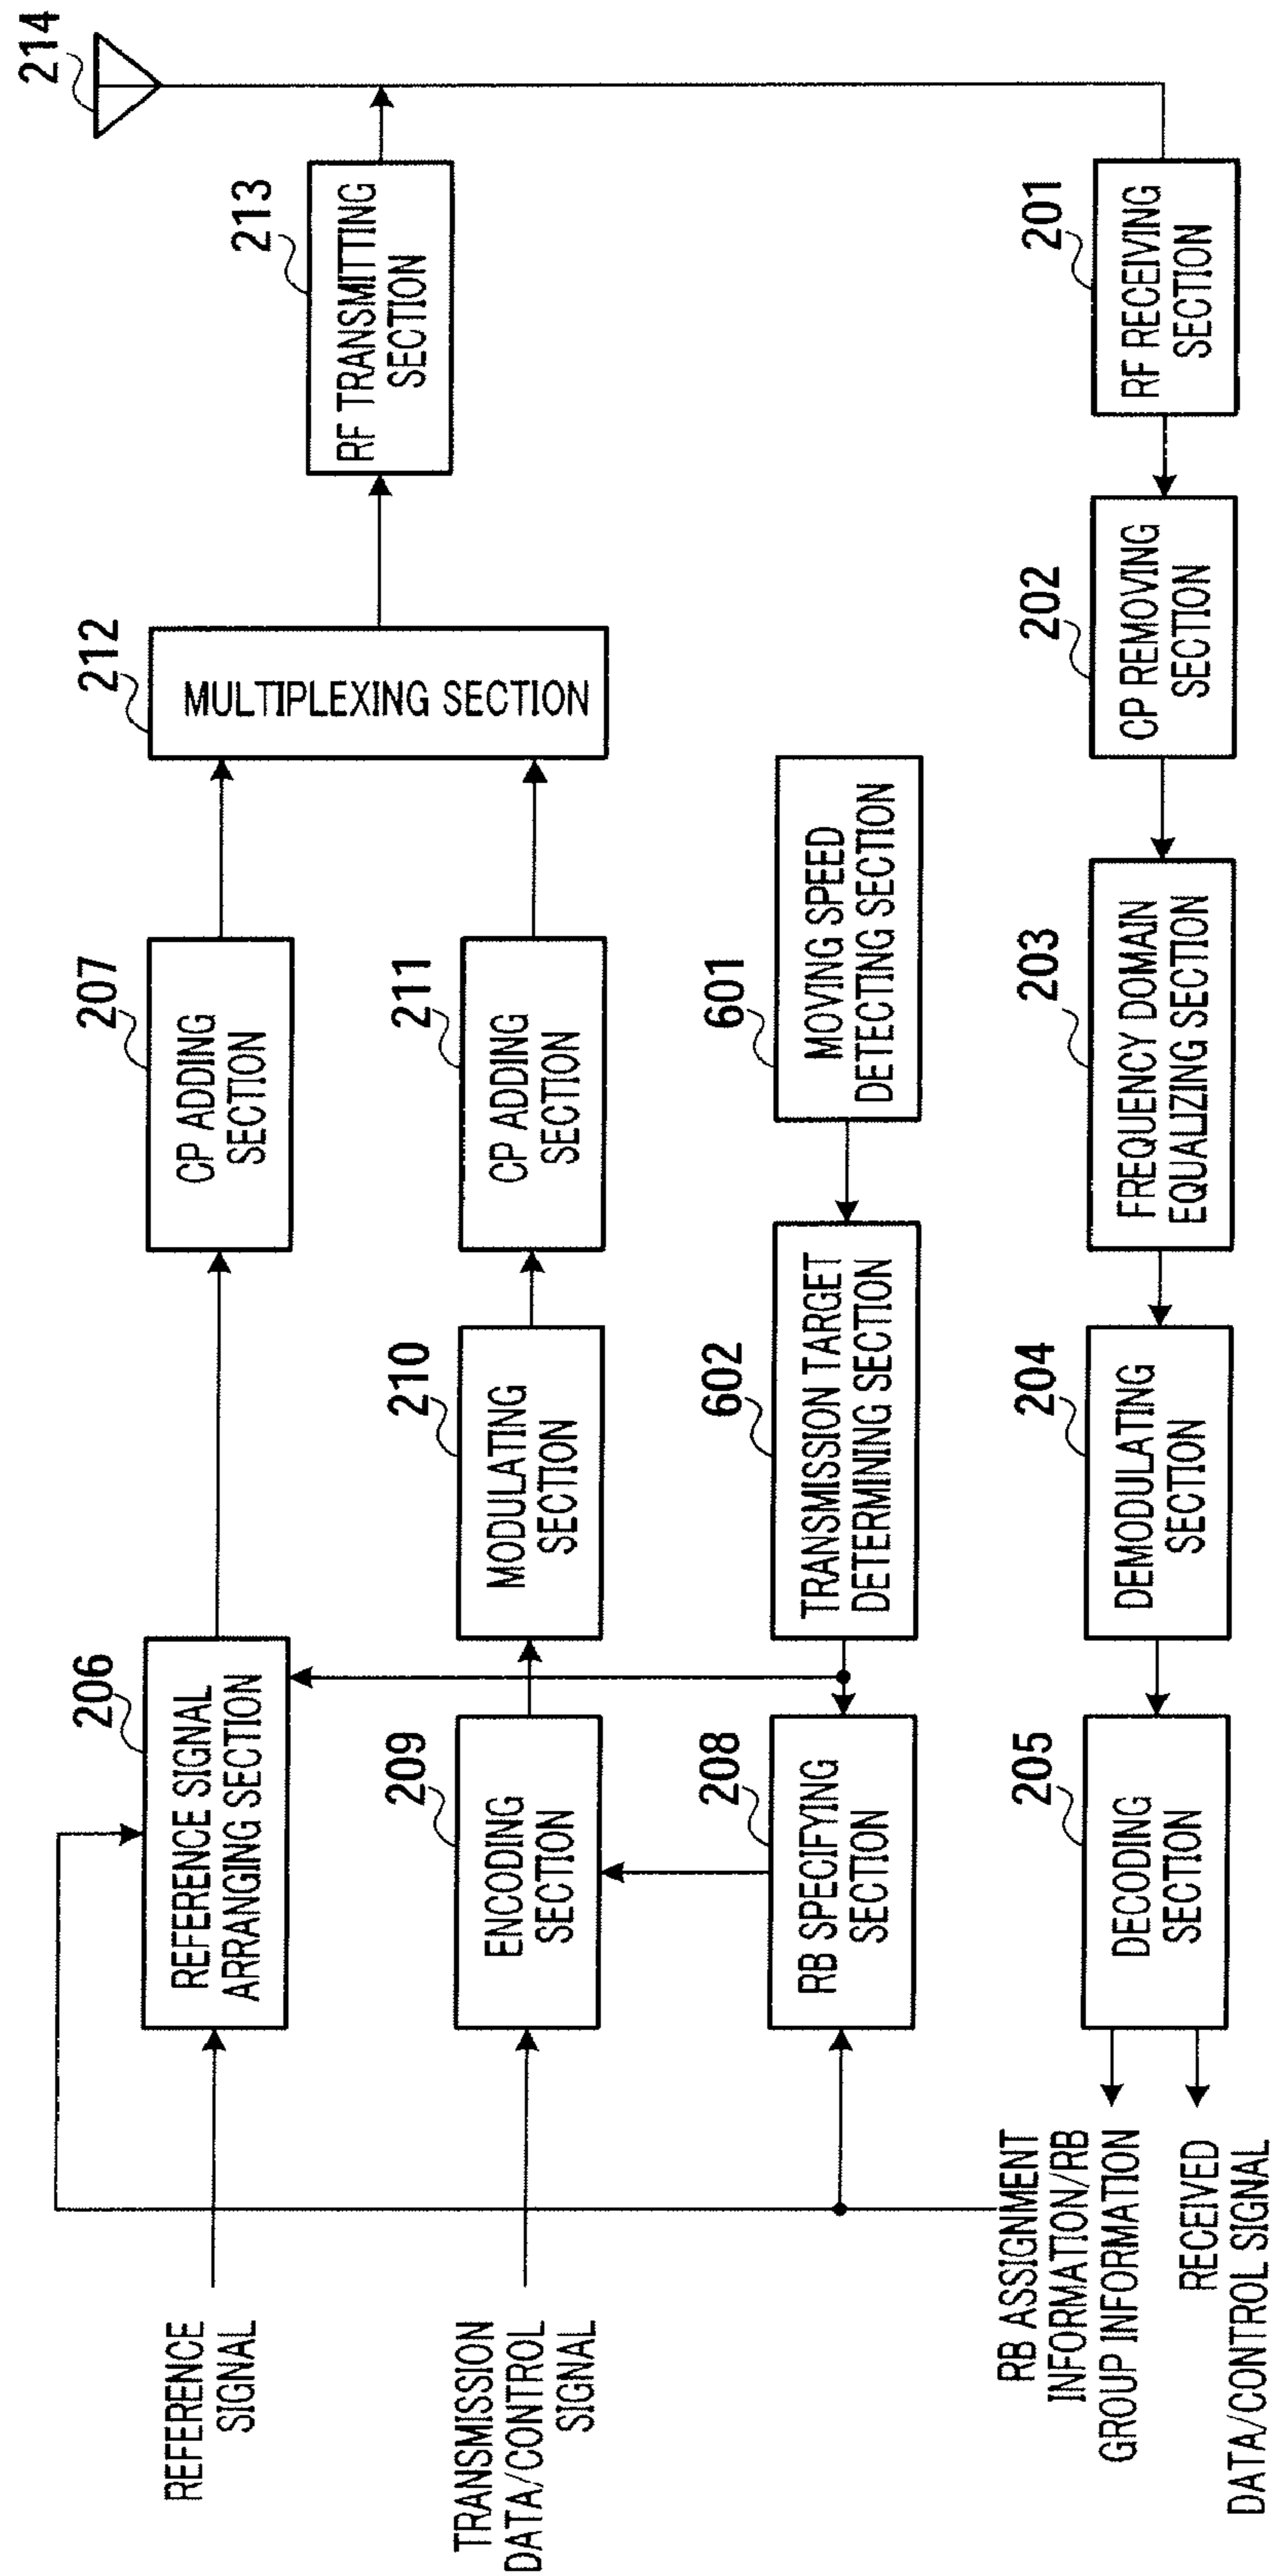 214
213
RF TRANSMITTING
SECTION
212
MULTIPLEXING SECTION
207
CP ADDING
SECTION
206
REFERENCE SIGNAL
ARRANGING SECTION
REFERENCE
SIGNAL
211
CP ADDING
SECTION
210
MODULATING
SECTION
209
ENCODING
SECTION
TRANSMISSION
DATA/CONTROL
SIGNAL
601
MOVING SPEED
DETECTING SECTION
602
TRANSMISSION TARGET
DETERMINING SECTION
208
RB SPECIFYING
SECTION
201
RF RECEIVING
SECTION
202
CP REMOVING
SECTION
203
FREQUENCY DOMAIN
EQUALIZING SECTION
204
DEMODULATING
SECTION
205
DECODING
SECTION
RB ASSIGNMENT
INFORMATION/RB
GROUP INFORMATION
RECEIVED
DATA/CONTROL SIGNAL